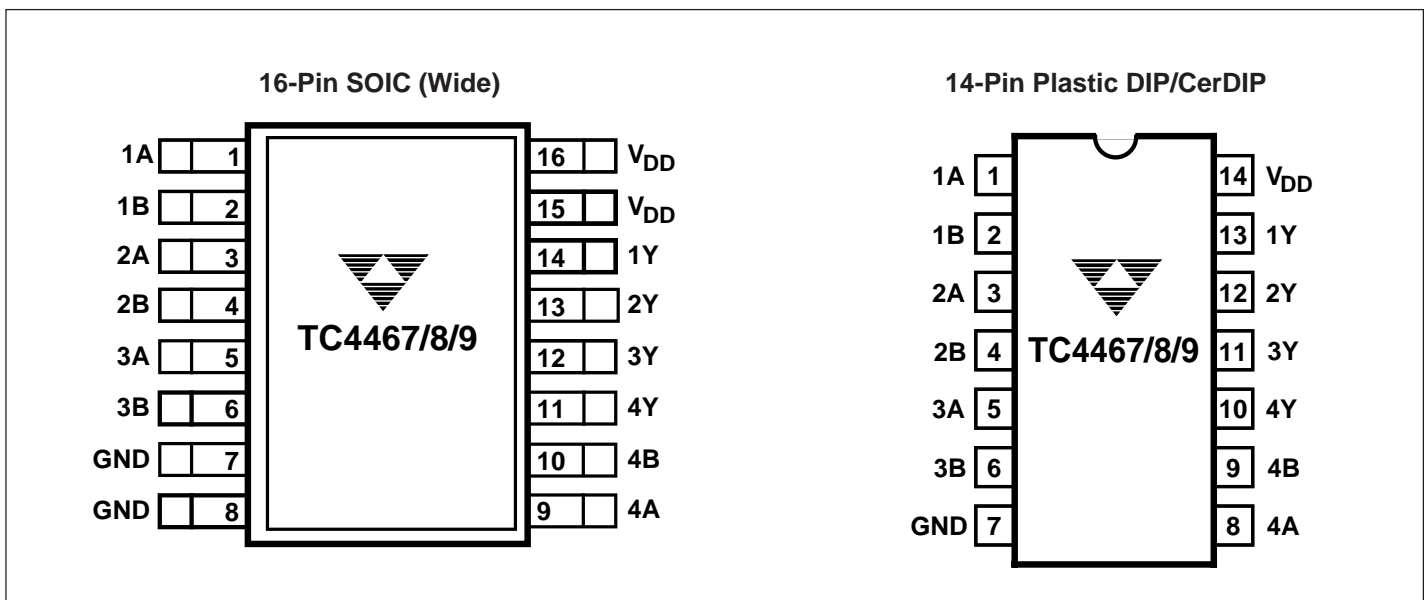 16-Pin SOIC (Wide)
1A 1 16 VDD
1B 2 15 VDD
2A 3 14 1Y
2B 4 13 2Y
TC4467/8/9
3A 5 12 3Y
3B 6 11 4Y
GND 7 10 4B
GND 8 9 4A
14-Pin Plastic DIP/CerDIP
1A 1 14 VDD
1B 2 13 1Y
2A 3 12 2Y
2B 4 TC4467/8/9 11 3Y
3A 5 10 4Y
3B 6 9 4B
GND 7 8 4A